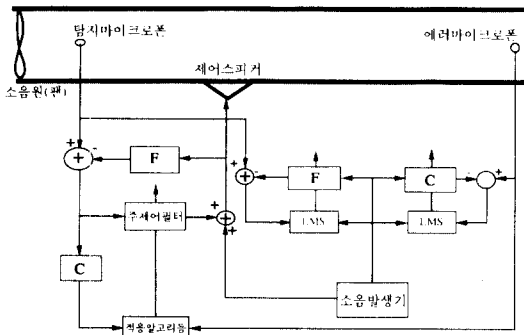 탐지마이크로폰
에러마이크로폰
제어스피커
소음원(팬)
+
-
+
F
+
-
F
C
-
+
LMS
LMS
주제어필터
+
+
C
소음발생기
적응알고리듬